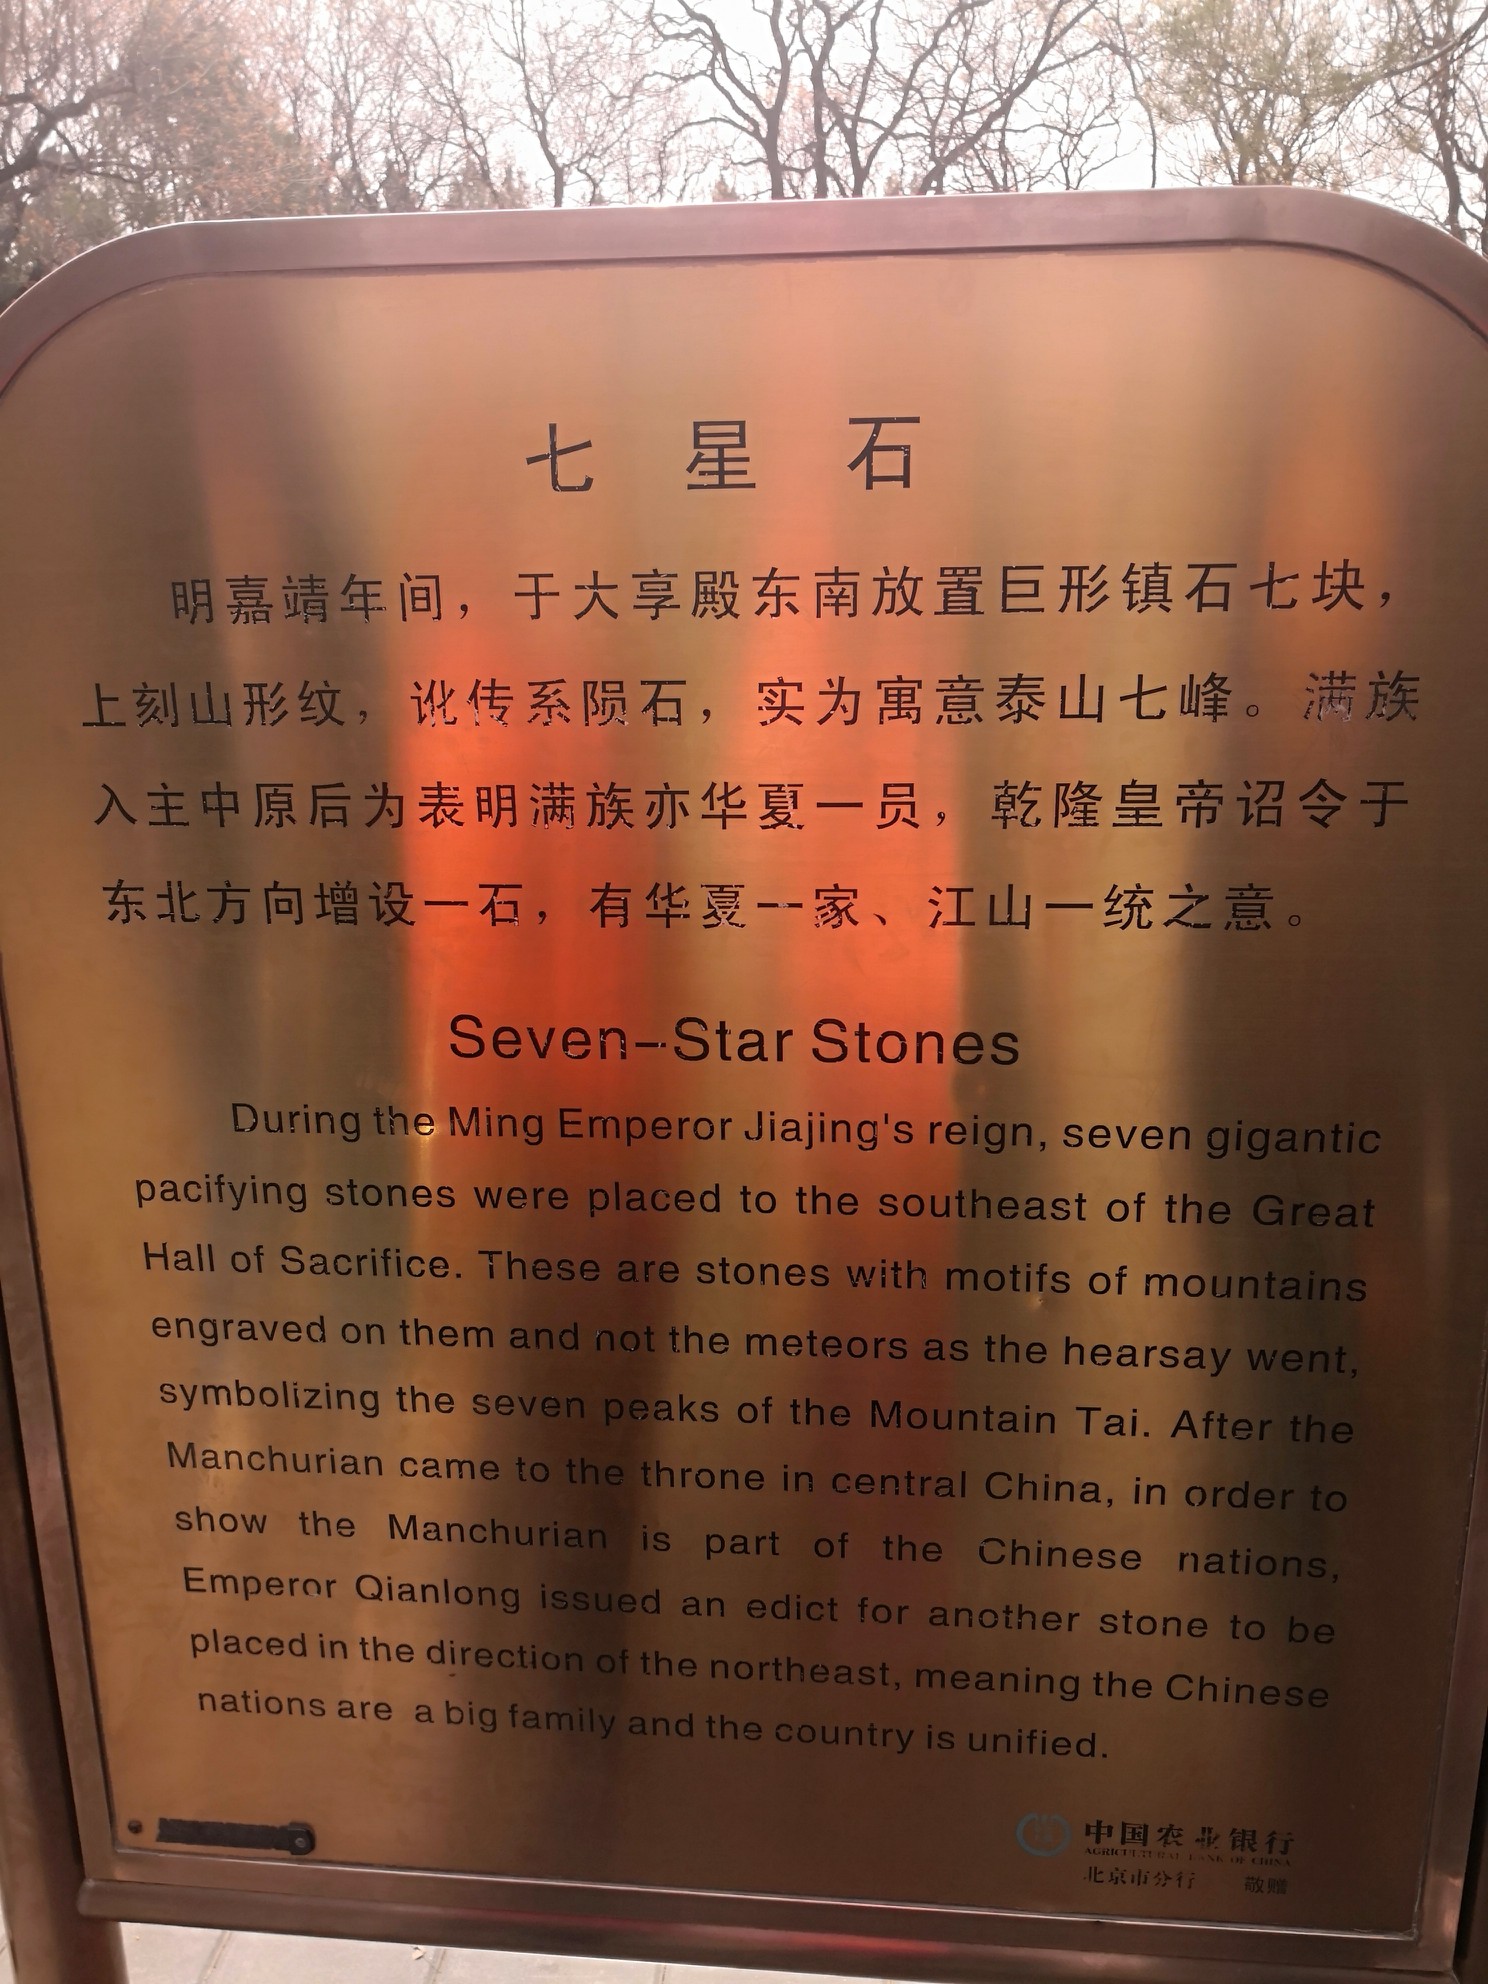 七星石
明嘉靖年间，于大享殿东南放置巨形镇石七块，
上刻山形纹，讹传系陨石，实为寓意泰山七峰。满族
入主中原后为表明满族亦华夏一员，乾隆皇帝诏令于
东北方向增设一石，有华夏一家、江山一统之意。
Seven-Star Stones
During the Ming Emperor Jiajing's reign, seven gigantic
pacifying stones were placed to the southeast of the Great
Hall of Sacrifice. These are stones with motifs of mountains
engraved on them and not the meteors as the hearsay went,
symbolizing the seven peaks of the Mountain Tai. After the
Manchurian came to the throne in central China, in order to
show the Manchurian is part of the Chinese nations,
Emperor Qianlong issued an edict for another stone to be
placed in the direction of the northeast, meaning the Chinese
nations are a big family and the country is unified.
中国农业银行
AGRICULTURAL BANK OF CHINA
北京市分行 敬赠